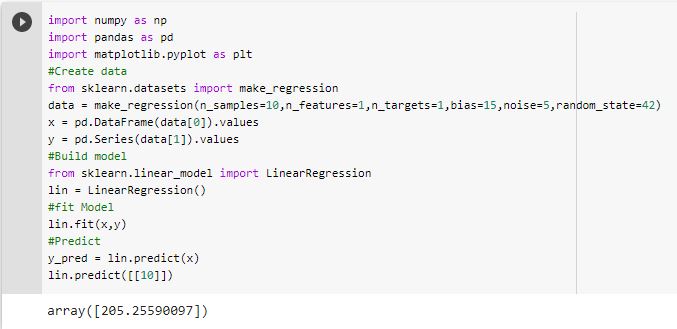 import numpy as np
import pandas as pd
import matplotlib.pyplot as plt
#Create data
from sklearn.datasets import make_regression
data = make_regression(n_samples=10,n_features=1,n_targets=1,bias=15,noise=5,random_state=42)
x = pd.DataFrame(data[0]).values
y = pd.Series(data[1]).values
#Build model
from sklearn.linear_model import LinearRegression
lin = LinearRegression()
#fit Model
lin.fit(x,y)
#Predict
y_pred = lin.predict(x)
lin.predict([[10]])
array([205.25590097])